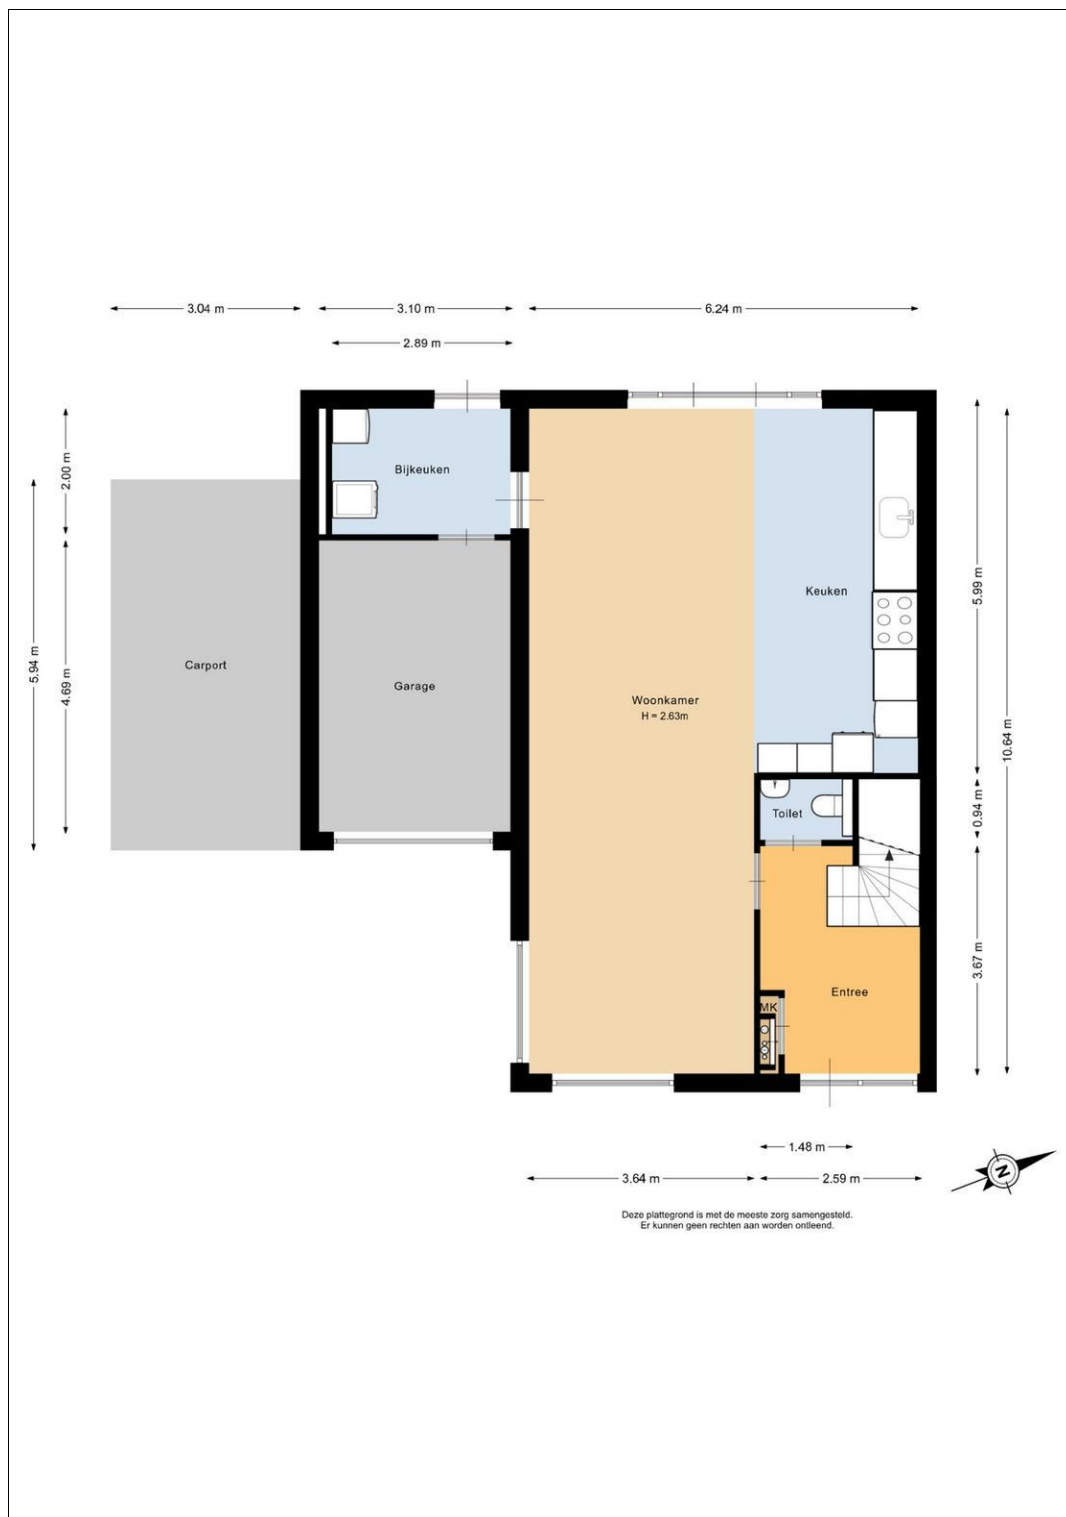 3.04 m
3.10 m
6.24 m
2.89 m
2.00 m
Bijkeuken
5.99 m
Keuken
5.94 m
4.69 m
Carport
Garage
Woonkamer
H = 2.63m
10.64 m
0.94 m
Toilet
3.67 m
Entree
MK
1.48 m
3.64 m
2.59 m
N
Deze plattegrond is met de meeste zorg samengesteld.
Er kunnen geen rechten aan worden ontleend.